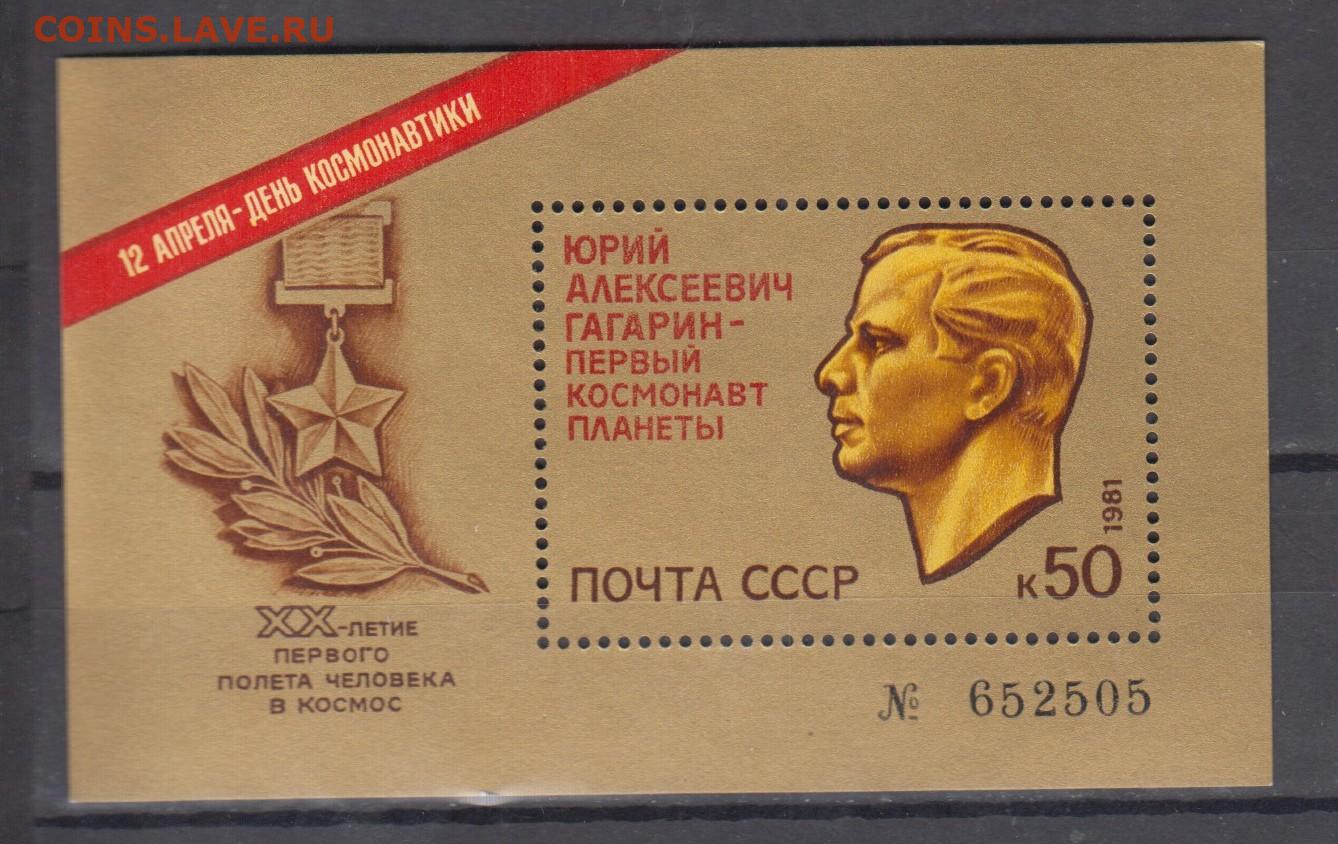 COINS.LAVE.RU
12 АПРЕЛЯ-ДЕНЬ КОСМОНАВТИКИ
ЮРИЙ
АЛЕКСЕЕВИЧ
ГАГАРИН-
ПЕРВЫЙ
КОСМОНАВТ
ПЛАНЕТЫ
1981
ПОЧТА СССР
к50
XX-ЛЕТИЕ
ПЕРВОГО
ПОЛЕТА ЧЕЛОВЕКА
В КОСМОС
№ 652505